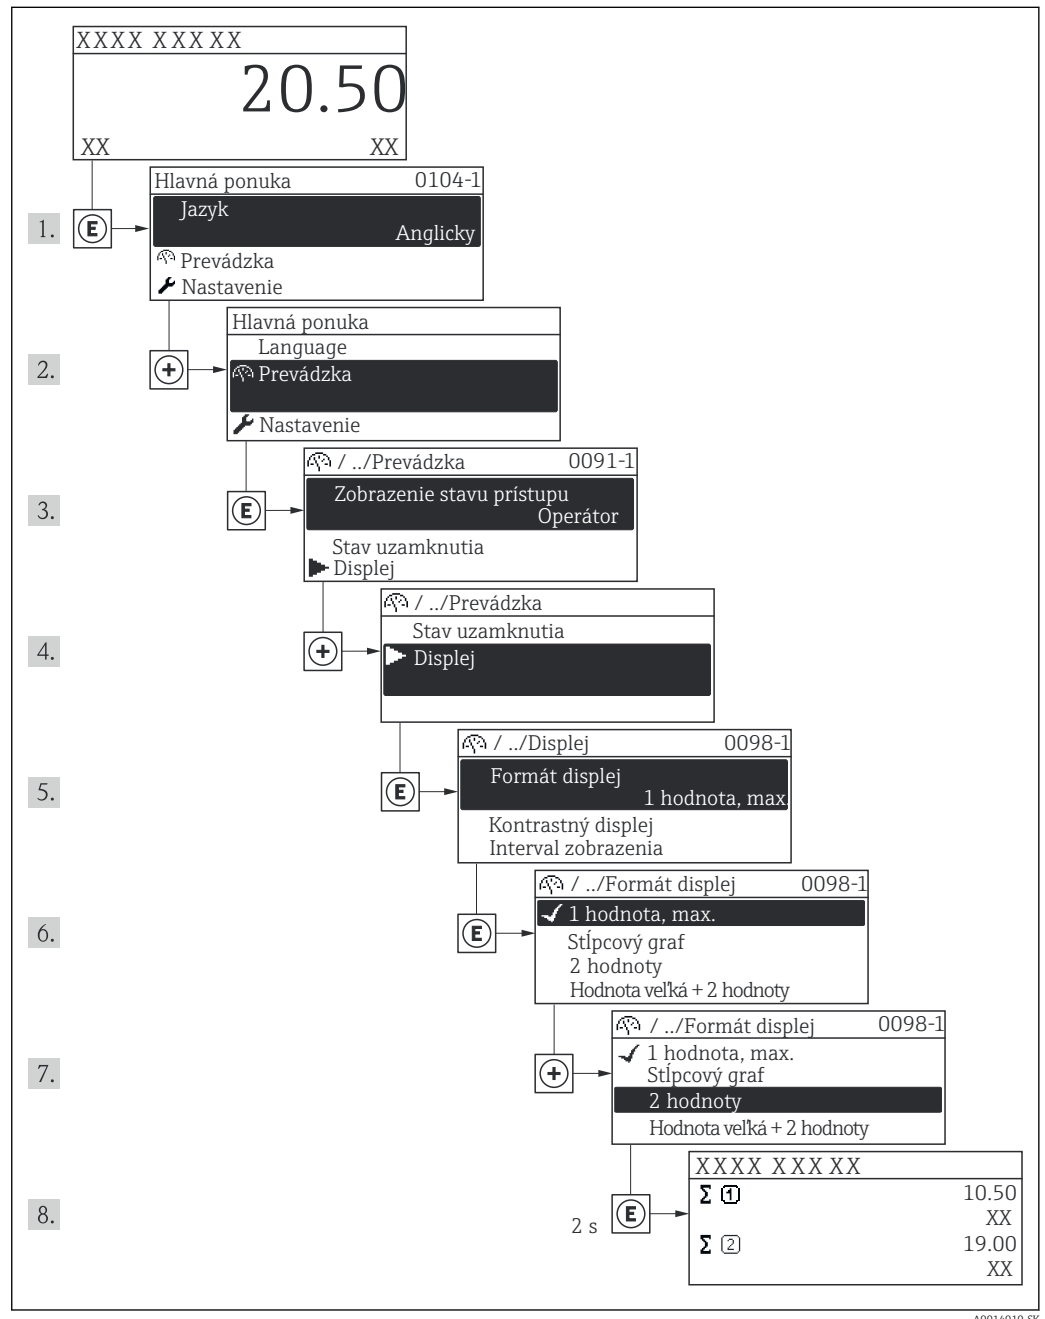 XXXX XXX XX
20.50
XX XX
Hlavná ponuka 0104-1
Jazyk
Anglicky
1. E
Prevádzka
Nastavenie
Hlavná ponuka
Language
2. +
Prevádzka
Nastavenie
/ ../Prevádzka 0091-1
Zobrazenie stavu prístupu
3. E
Operátor
Stav uzamknutia
Displej
/ ../Prevádzka
Stav uzamknutia
4. +
Displej
/ ../Displej 0098-1
Formát displej
5. E
1 hodnota, max.
Kontrastný displej
Interval zobrazenia
/ ../Formát displej 0098-1
1 hodnota, max.
6. E
Stĺpcový graf
2 hodnoty
Hodnota veľká + 2 hodnoty
/ ../Formát displej 0098-1
1 hodnota, max.
7. +
Stĺpcový graf
2 hodnoty
Hodnota veľká + 2 hodnoty
XXXX XXX XX
Σ 1 10.50
XX
8. 2 s E
Σ 2 19.00
XX
A0014010-SK